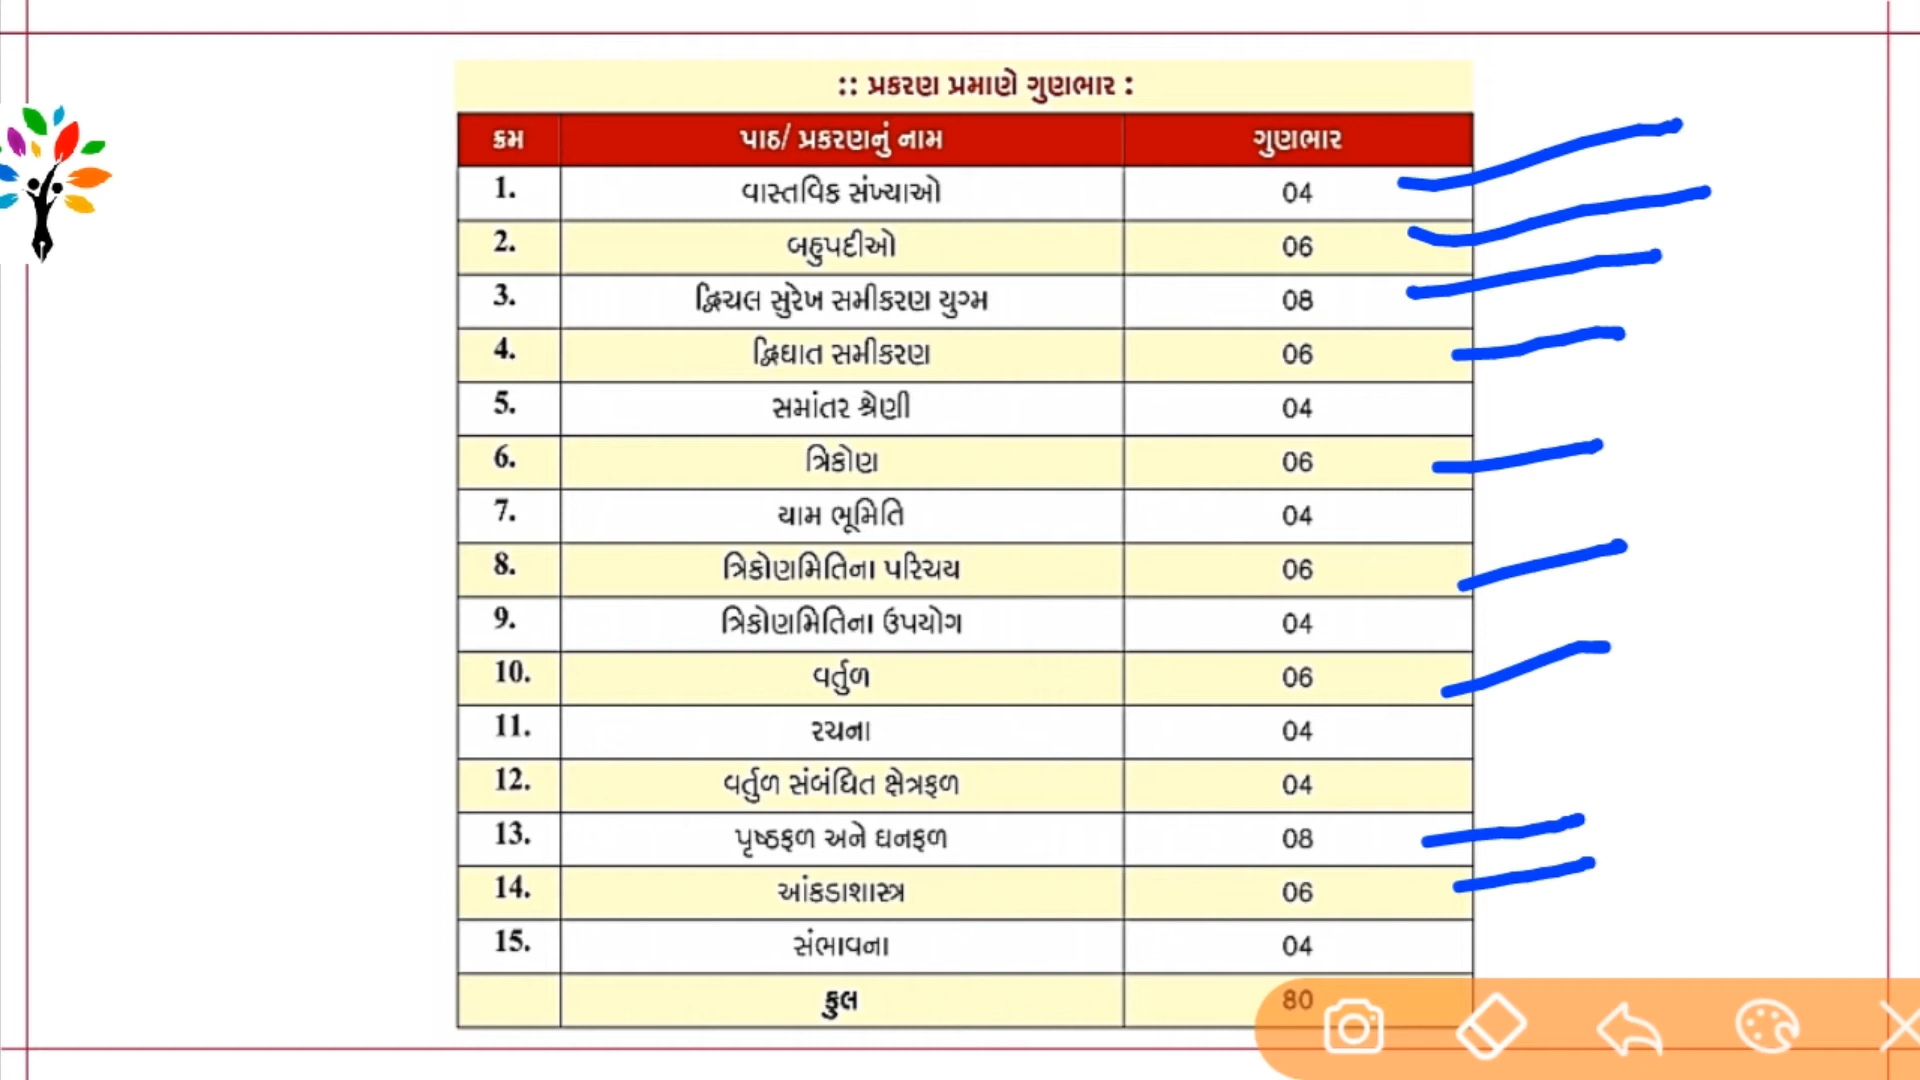 :: પ્રકરણ પ્રમાણે ગુણભાર :
ક્રમ પાઠ/ પ્રકરણનું નામ ગુણભાર
1. વાસ્તવિક સંખ્યાઓ 04
2. બહુપદીઓ 06
3. દ્વિચલ સુરેખ સમીકરણ યુગ્મ 08
4. દ્વિઘાત સમીકરણ 06
5. સમાંતર શ્રેણી 04
6. ત્રિકોણ 06
7. યામ ભૂમિતિ 04
8. ત્રિકોણમિતિના પરિચય 06
9. ત્રિકોણમિતિના ઉપયોગ 04
10. વર્તુળ 06
11. રચના 04
12. વર્તુળ સંબંધિત ક્ષેત્રફળ 04
13. પૃષ્ઠફળ અને ઘનફળ 08
14. આંકડાશાસ્ત્ર 06
15. સંભાવના 04
કુલ 80